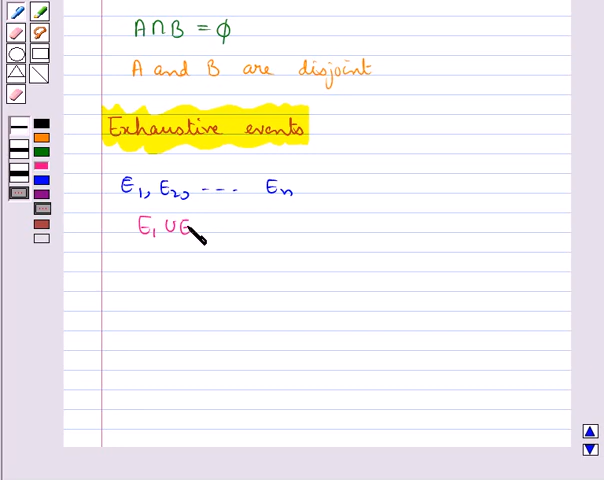 A∩B = ϕ
A and B are disjoint
Exhaustive events
E₁, E₂, --- Eₙ
E₁ ∪ E